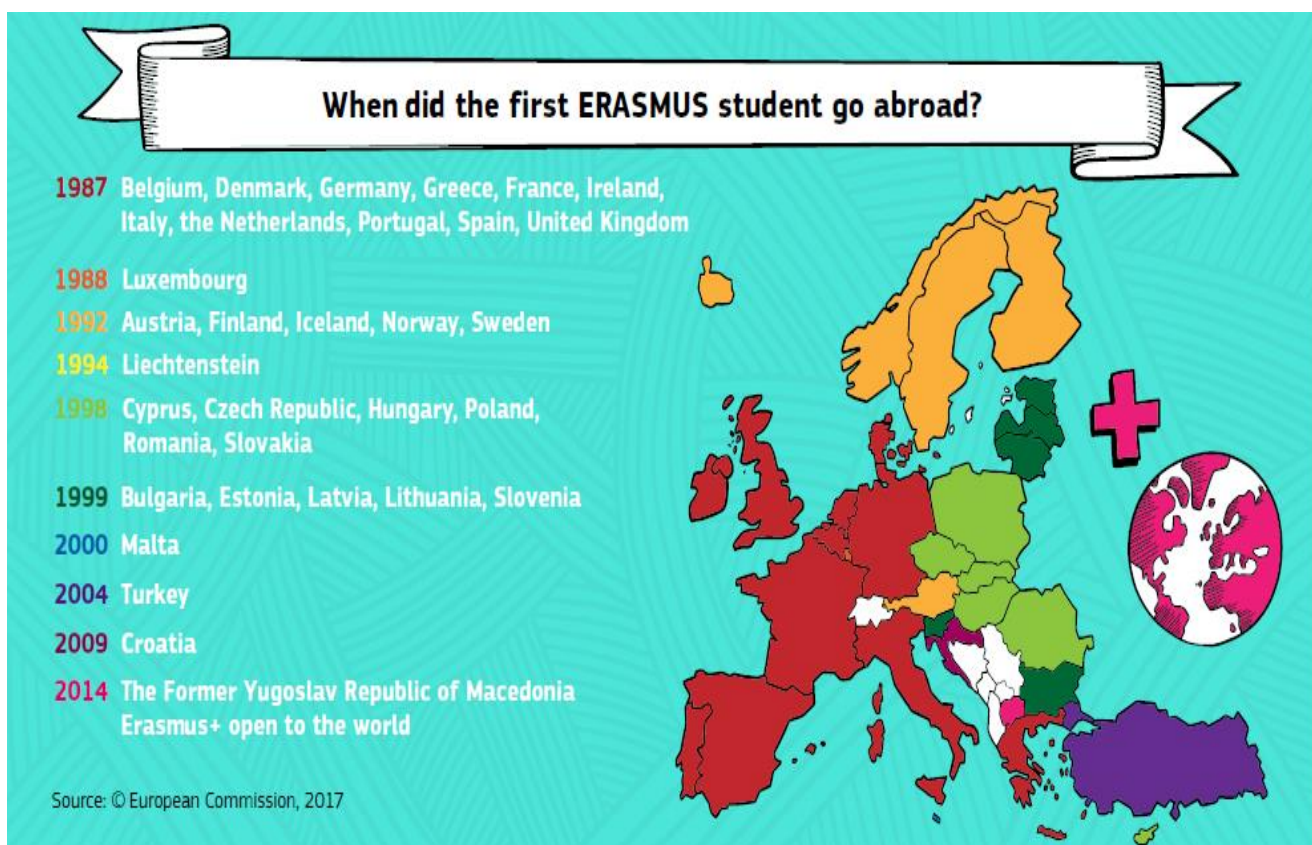 When did the first ERASMUS student go abroad?
1987 Belgium, Denmark, Germany, Greece, France, Ireland,
Italy, the Netherlands, Portugal, Spain, United Kingdom
1988 Luxembourg
1992 Austria, Finland, Iceland, Norway, Sweden
1994 Liechtenstein
1998 Cyprus, Czech Republic, Hungary, Poland,
Romania, Slovakia
1999 Bulgaria, Estonia, Latvia, Lithuania, Slovenia
2000 Malta
2004 Turkey
2009 Croatia
2014 The Former Yugoslav Republic of Macedonia
Erasmus+ open to the world
Source: © European Commission, 2017